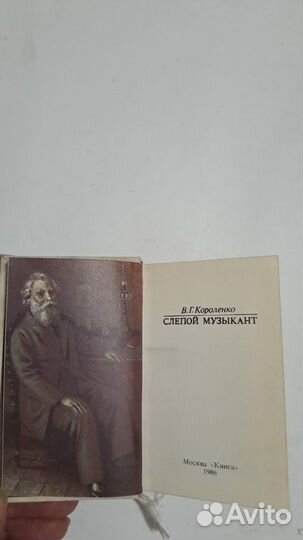 В. Г. Короленко
СЛЕПОЙ МУЗЫКАНТ
Москва «Книга»
1986
Avito